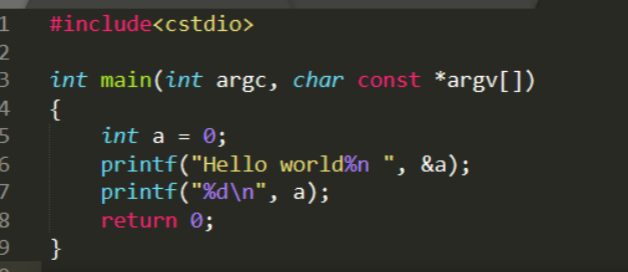 1 #include<cstdio>
2
3 int main(int argc, char const *argv[])
4 {
5     int a = 0;
6     printf("Hello world%n ", &a);
7     printf("%d\n", a);
8     return 0;
9 }